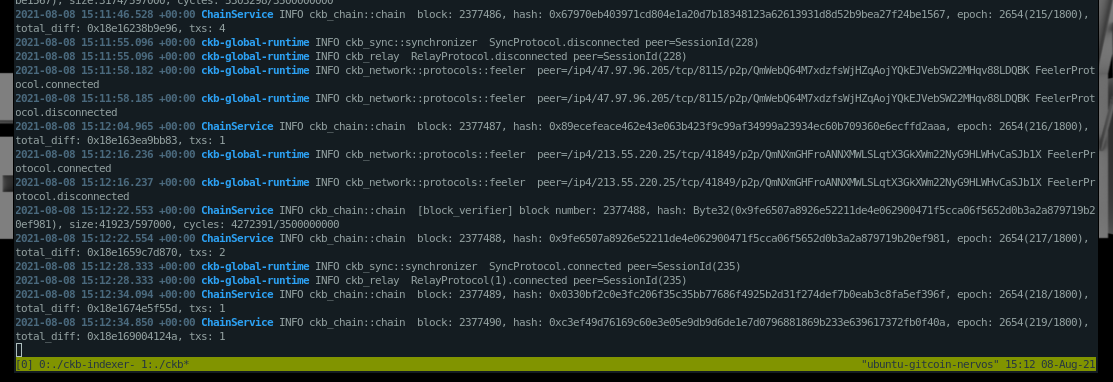 be1567), size:3174/597000, cycles: 5303298/3500000000
2021-08-08 15:11:46.528 +00:00 ChainService INFO ckb_chain::chain  block: 2377486, hash: 0x67970eb403971cd804e1a20d7b18348123a62631bd1d8d52b9bea27f24be1567, epoch: 2654(215/1800),
total_diff: 0x18e16238b9e96, txs: 4
2021-08-08 15:11:55.096 +00:00 ckb-global-runtime INFO ckb_sync::synchronizer  SyncProtocol.disconnected peer=SessionId(228)
2021-08-08 15:11:55.096 +00:00 ckb-global-runtime INFO ckb_relay  RelayProtocol.disconnected peer=SessionId(228)
2021-08-08 15:11:58.182 +00:00 ckb-global-runtime INFO ckb_network::protocols::feeler  peer=/ip4/47.97.96.205/tcp/8115/p2p/QmWebQ64M7xdzfsWjHZqAojYQkEJVebSW22MHqv88LDQBK FeelerProt
ocol.connected
2021-08-08 15:11:58.185 +00:00 ckb-global-runtime INFO ckb_network::protocols::feeler  peer=/ip4/47.97.96.205/tcp/8115/p2p/QmWebQ64M7xdzfsWjHZqAojYQkEJVebSW22MHqv88LDQBK FeelerProt
ocol.disconnected
2021-08-08 15:12:04.965 +00:00 ChainService INFO ckb_chain::chain  block: 2377487, hash: 0x89ecefeace462e43e063b423f9c99af34999a23934ec60b709360e6ecffd2aaa, epoch: 2654(216/1800),
total_diff: 0x18e163ea9bb83, txs: 1
2021-08-08 15:12:16.236 +00:00 ckb-global-runtime INFO ckb_network::protocols::feeler  peer=/ip4/213.55.220.25/tcp/41849/p2p/QmNXmGHFroANNXMWLSLqtX3GkXWm22NyG9HLWHvCaSJb1X FeelerPr
otocol.connected
2021-08-08 15:12:16.237 +00:00 ckb-global-runtime INFO ckb_network::protocols::feeler  peer=/ip4/213.55.220.25/tcp/41849/p2p/QmNXmGHFroANNXMWLSLqtX3GkXWm22NyG9HLWHvCaSJb1X FeelerPr
otocol.disconnected
2021-08-08 15:12:22.553 +00:00 ChainService INFO ckb_chain::chain  [block_verifier] block number: 2377488, hash: Byte32(0x9fe6507a8926e52211de4e062900471f5cca06f5652d0b3a2a879719b2
0ef981), size:41923/597000, cycles: 4272391/3500000000
2021-08-08 15:12:22.554 +00:00 ChainService INFO ckb_chain::chain  block: 2377488, hash: 0x9fe6507a8926e52211de4e062900471f5cca06f5652d0b3a2a879719b20ef981, epoch: 2654(217/1800),
total_diff: 0x18e1659c7d870, txs: 2
2021-08-08 15:12:28.333 +00:00 ckb-global-runtime INFO ckb_sync::synchronizer  SyncProtocol.connected peer=SessionId(235)
2021-08-08 15:12:28.333 +00:00 ckb-global-runtime INFO ckb_relay  RelayProtocol(1).connected peer=SessionId(235)
2021-08-08 15:12:34.094 +00:00 ChainService INFO ckb_chain::chain  block: 2377489, hash: 0x0330bf2c0e3fc206f35c35bb77686f4925b2d31f274def7b0eab3c8fa5ef396f, epoch: 2654(218/1800),
total_diff: 0x18e1674e5f55d, txs: 1
2021-08-08 15:12:34.850 +00:00 ChainService INFO ckb_chain::chain  block: 2377490, hash: 0xc3ef49d76169c60e3e05e9db9d6de1e7d0796881869b233e639617372fb0f40a, epoch: 2654(219/1800),
total_diff: 0x18e169004124a, txs: 1
[0] 0:./ckb-indexer- 1:./ckb* "ubuntu-gitcoin-nervos" 15:12 08-Aug-21